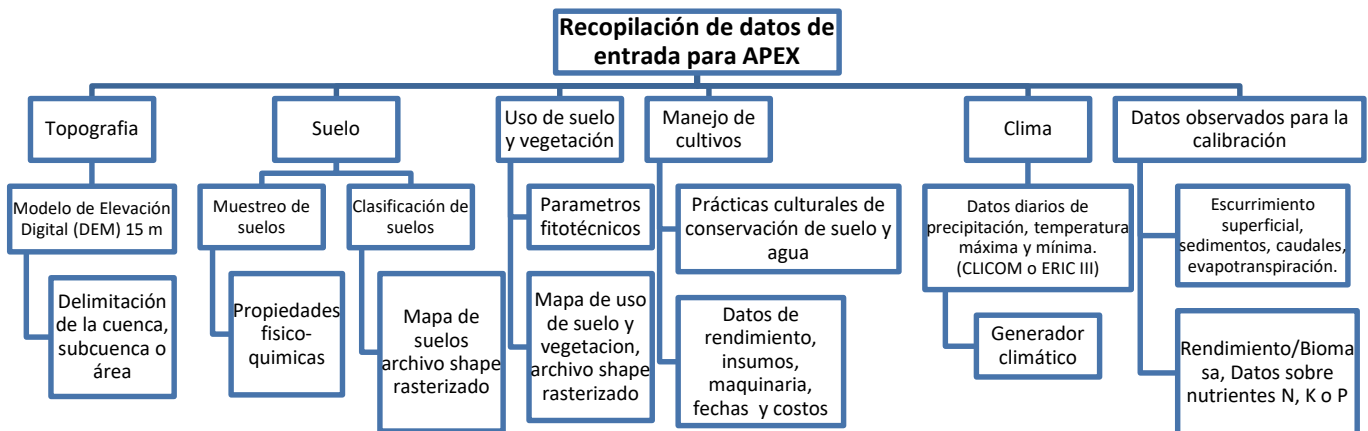 Recopilación de datos de
entrada para APEX
Topografia
Suelo
Uso de suelo
y vegetación
Manejo de
cultivos
Clima
Datos observados para la
calibración
Modelo de Elevación
Digital (DEM) 15 m
Muestreo de
suelos
Clasificación de
suelos
Parametros
fitotécnicos
Prácticas culturales de
conservación de suelo y
agua
Datos diarios de
precipitación, temperatura
máxima y mínima.
(CLICOM o ERIC III)
Escurrimiento
superficial,
sedimentos, caudales,
evapotranspiración.
Delimitación
de la cuenca,
subcuenca o
área
Propiedades
fisico-
quimicas
Mapa de
suelos
archivo shape
rasterizado
Mapa de uso
de suelo y
vegetacion,
archivo shape
rasterizado
Datos de
rendimiento,
insumos,
maquinaria,
fechas y costos
Generador
climático
Rendimiento/Bioma
sa, Datos sobre
nutrientes N, K o P